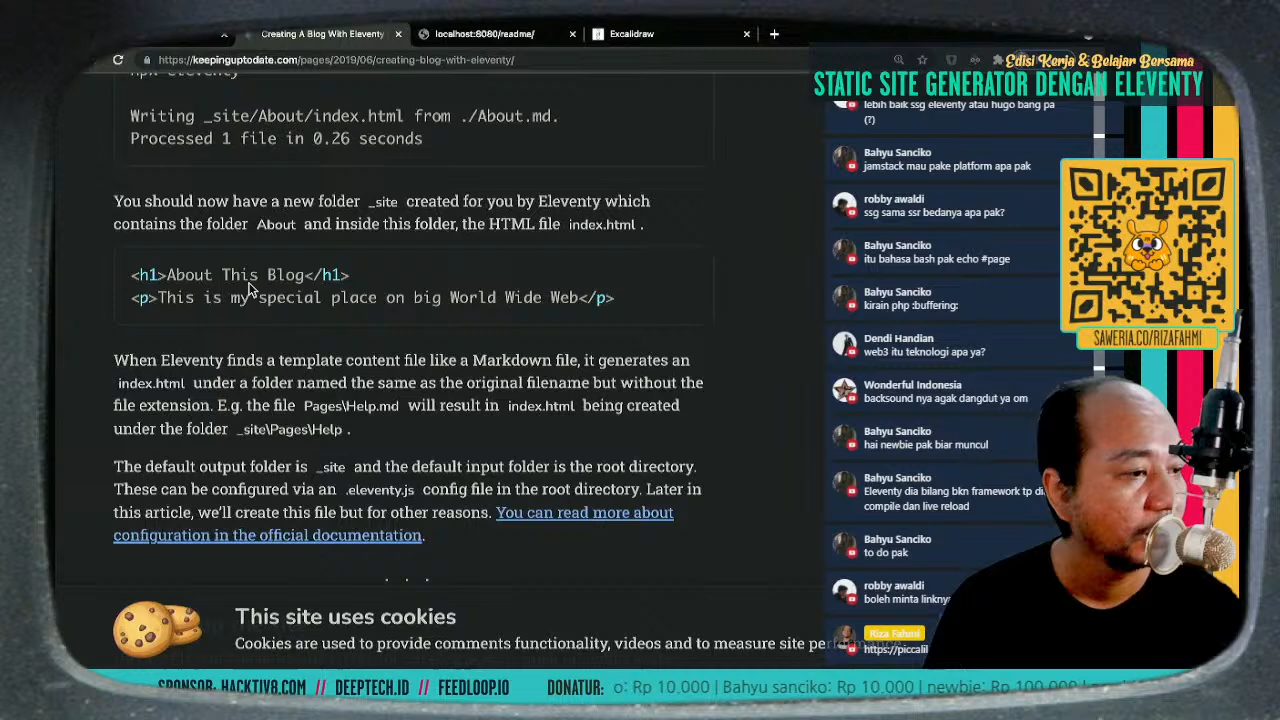 Creating A Blog With Eleventy
localhost:8080/readme/
Excalidraw
https://keepinguptodate.com/pages/2019/06/creating-blog-with-eleventy/
Edisi Kerja & Belajar Bersama
STATIC SITE GENERATOR DENGAN ELEVENTY
npx eleventy
Writing _site/About/index.html from ./About.md.
Processed 1 file in 0.26 seconds
You should now have a new folder _site created for you by Eleventy which
contains the folder About and inside this folder, the HTML file index.html .
<h1>About This Blog</h1>
<p>This is my special place on big World Wide Web</p>
When Eleventy finds a template content file like a Markdown file, it generates an
index.html under a folder named the same as the original filename but without the
file extension. E.g. the file Pages\Help.md will result in index.html being created
under the folder _site\Pages\Help .
The default output folder is _site and the default input folder is the root directory.
These can be configured via an .eleventy.js config file in the root directory. Later in
this article, we'll create this file but for other reasons. You can read more about
configuration in the official documentation.
. . .
This site uses cookies
Cookies are used to provide comments functionality, videos and to measure site
lebih baik ssg eleventy atau hugo bang pa
(?)
Bahyu Sanciko
jamstack mau pake platform apa pak
robby awaldi
ssg sama ssr bedanya apa pak?
Bahyu Sanciko
itu bahasa bash pak echo #page
Bahyu Sanciko
kirain php :buffering:
Dendi Handian
web3 itu teknologi apa ya?
Wonderful Indonesia
backsound nya agak dangdut ya om
Bahyu Sanciko
hai newbie pak biar muncul
Bahyu Sanciko
Eleventy dia bilang bkn framework tp di
compile dan live reload
Bahyu Sanciko
to do pak
robby awaldi
boleh minta linkny
Riza Fahmi
https://piccalil
SAWERIA.CO/RIZAFAHMI
SPONSOR: HACKTIV8.COM // DEEPTECH.ID // FEEDLOOP.IO DONATUR: o: Rp 10.000 | Bahyu sanciko: Rp 10.000 | newbie: Rp 100.000